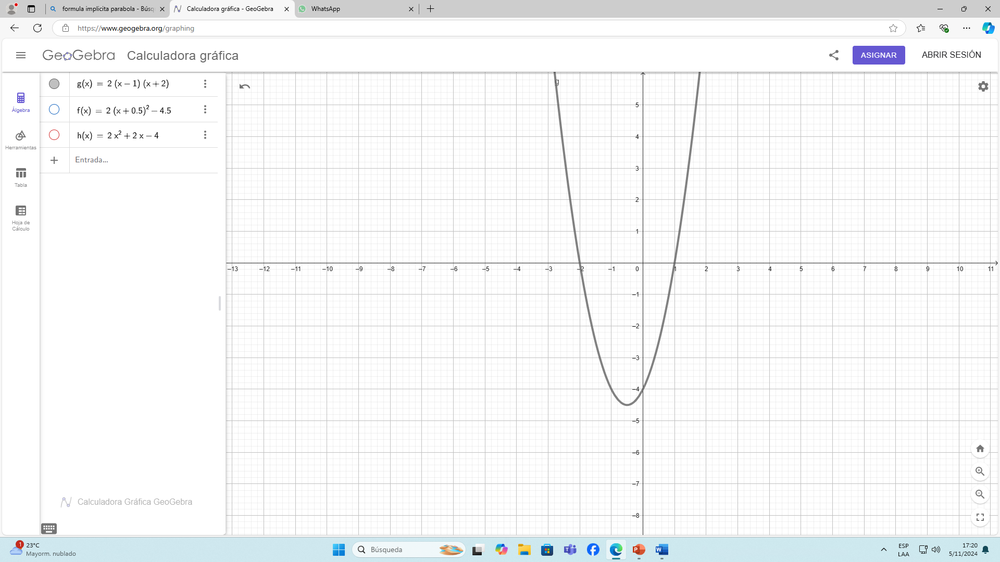 formula implicita parabola - Búsq
Calculadora gráfica - GeoGebra
WhatsApp
https://www.geogebra.org/graphing
GeoGebra
Calculadora gráfica
ASIGNAR
ABRIR SESIÓN
Álgebra
Herramientas
Tabla
Hoja de
Cálculo
g(x) = 2 (x – 1) (x + 2)
f(x) = 2 (x + 0.5)² – 4.5
h(x) = 2 x² + 2 x – 4
Entrada...
Calculadora Gráfica GeoGebra
g
5
4
3
2
1
–13 –12 –11 –10 –9 –8 –7 –6 –5 –4 –3 –2 –1 0 1 2 3 4 5 6 7 8 9 10 11
–1
–2
–3
–4
–5
–6
–7
–8
1
23°C
Mayorm. nublado
Búsqueda
ESP
LAA
17:20
5/11/2024